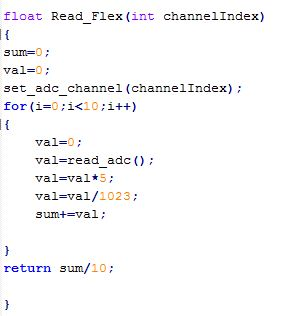 float Read_Flex(int channelIndex)
{
sum=0;
val=0;
set_adc_channel(channelIndex);
for(i=0;i<10;i++)
{
    val=0;
    val=read_adc();
    val=val*5;
    val=val/1023;
    sum+=val;

}
return sum/10;

}